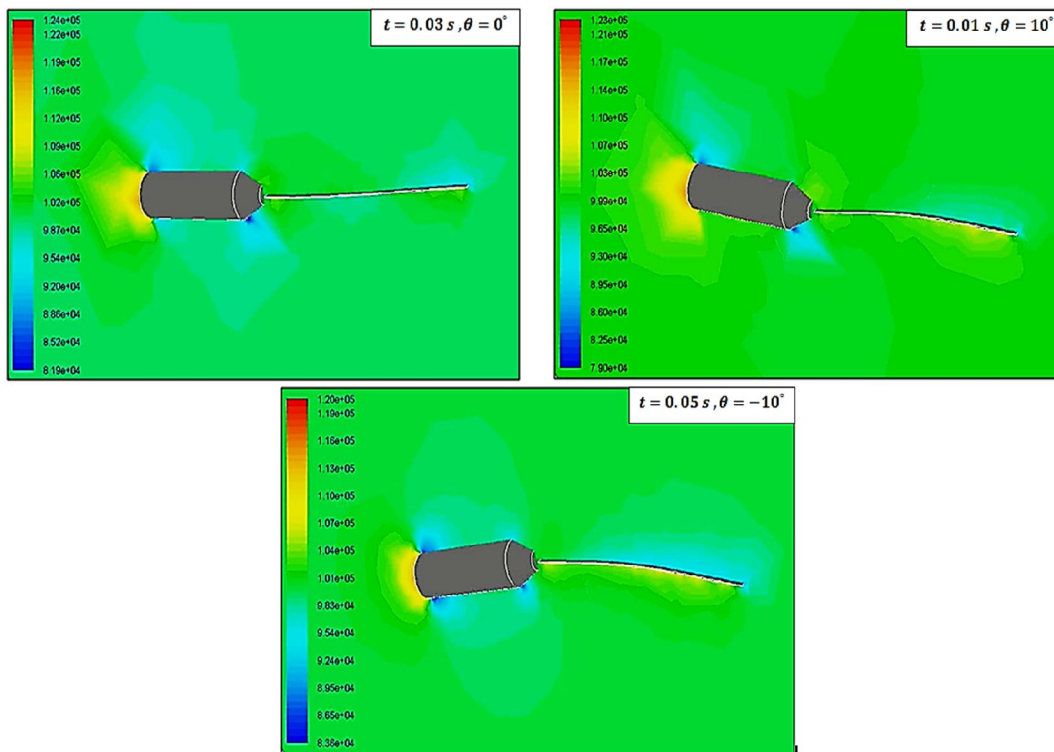 t = 0.03 s ,θ = 0°
1.24e+05
1.22e+05
1.20e+05
1.16e+05
1.12e+05
1.09e+05
1.06e+05
1.02e+05
9.87e+04
9.54e+04
9.20e+04
8.86e+04
8.52e+04
8.19e+04
t = 0.01 s ,θ = 10°
1.23e+05
1.21e+05
1.17e+05
1.14e+05
1.10e+05
1.07e+05
1.03e+05
9.99e+04
9.65e+04
9.30e+04
8.95e+04
8.60e+04
8.25e+04
7.90e+04
t = 0.05 s ,θ = −10°
1.20e+05
1.19e+05
1.16e+05
1.13e+05
1.10e+05
1.07e+05
1.04e+05
1.01e+05
9.83e+04
9.54e+04
9.24e+04
8.95e+04
8.65e+04
8.36e+04